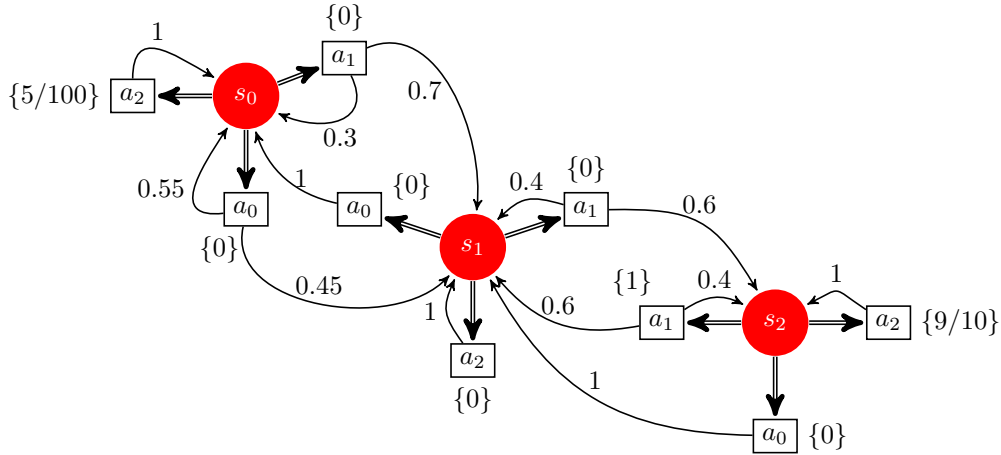 {0}
1
a₁
s₀
{5/100}
a₂
0.7
0.3
0.55
1
{0}
{0}
0.4
a₀
a₀
a₁
0.6
{0}
s₁
0.45
{1}
0.4
1
0.6
1
a₁
s₂
a₂
{9/10}
a₂
1
{0}
a₀
{0}